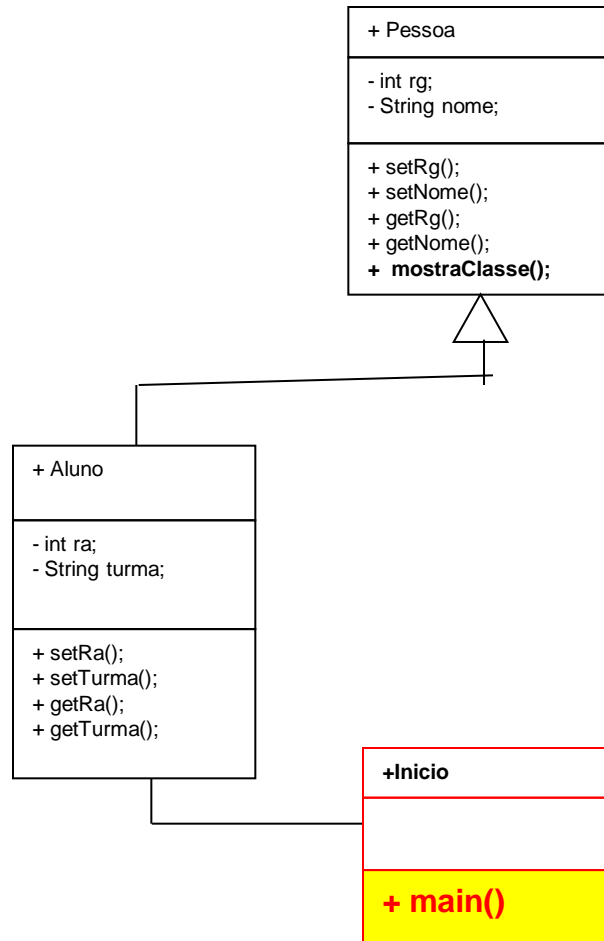 + Pessoa
- int rg;
- String nome;
+ setRg();
+ setNome();
+ getRg();
+ getNome();
+ mostraClasse();
+ Aluno
- int ra;
- String turma;
+ setRa();
+ setTurma();
+ getRa();
+ getTurma();
+Inicio
+ main()